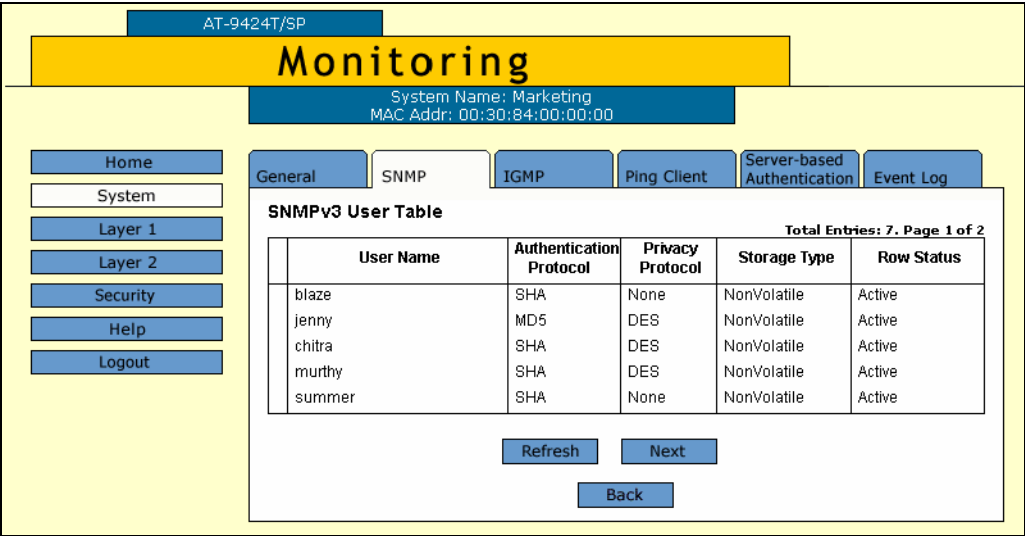 AT-9424T/SP
Monitoring
System Name: Marketing
MAC Addr: 00:30:84:00:00:00
Home
System
Layer 1
Layer 2
Security
Help
Logout
General
SNMP
IGMP
Ping Client
Server-based
Authentication
Event Log
SNMPv3 User Table
Total Entries: 7. Page 1 of 2
User Name Authentication Protocol Privacy Protocol Storage Type Row Status
blaze SHA None NonVolatile Active
jenny MD5 DES NonVolatile Active
chitra SHA DES NonVolatile Active
murthy SHA DES NonVolatile Active
summer SHA None NonVolatile Active
Refresh Next
Back